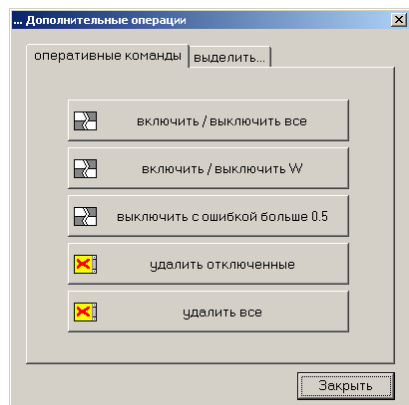 ... Дополнительные операции
оперативные команды
выделить...
включить / выключить все
включить / выключить W
выключить с ошибкой больше 0.5
удалить отключенные
удалить все
Закрыть